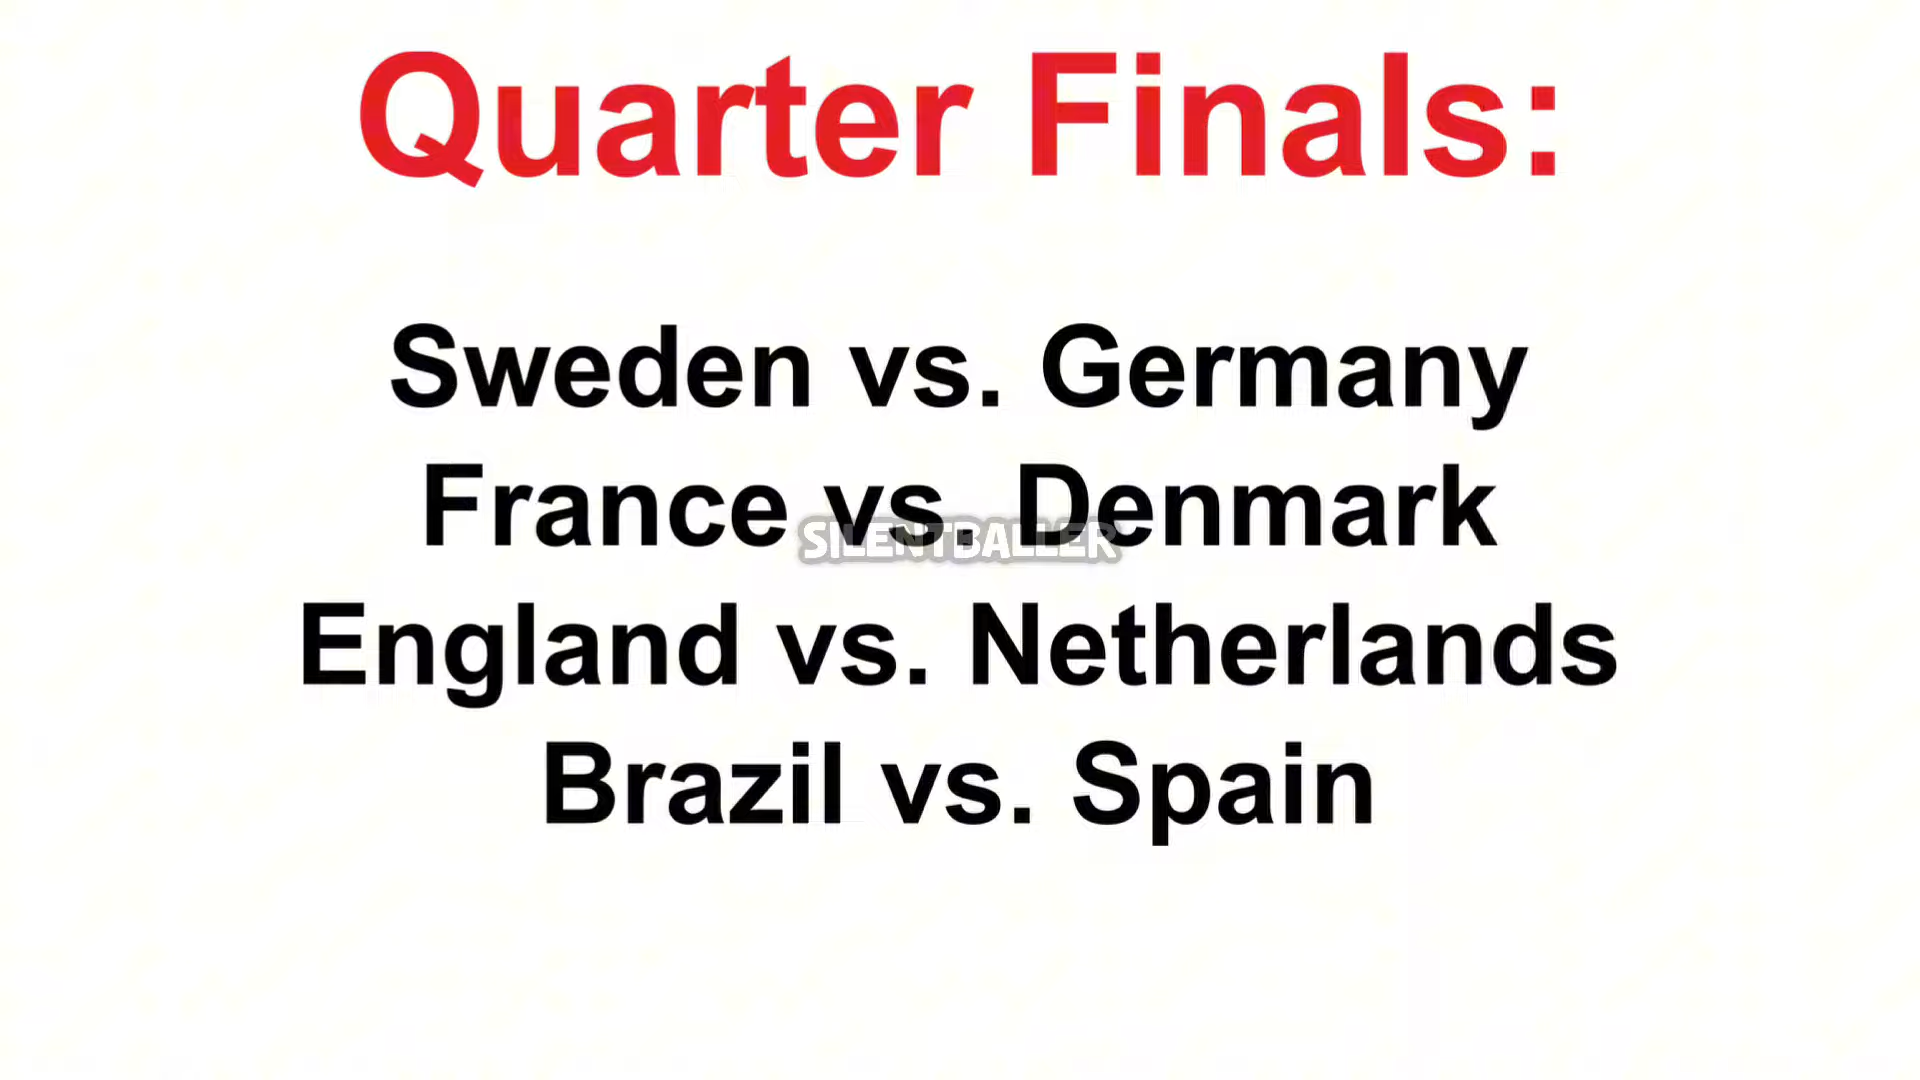 Quarter Finals:
Sweden vs. Germany
France vs. Denmark
SILENTBALLER
England vs. Netherlands
Brazil vs. Spain